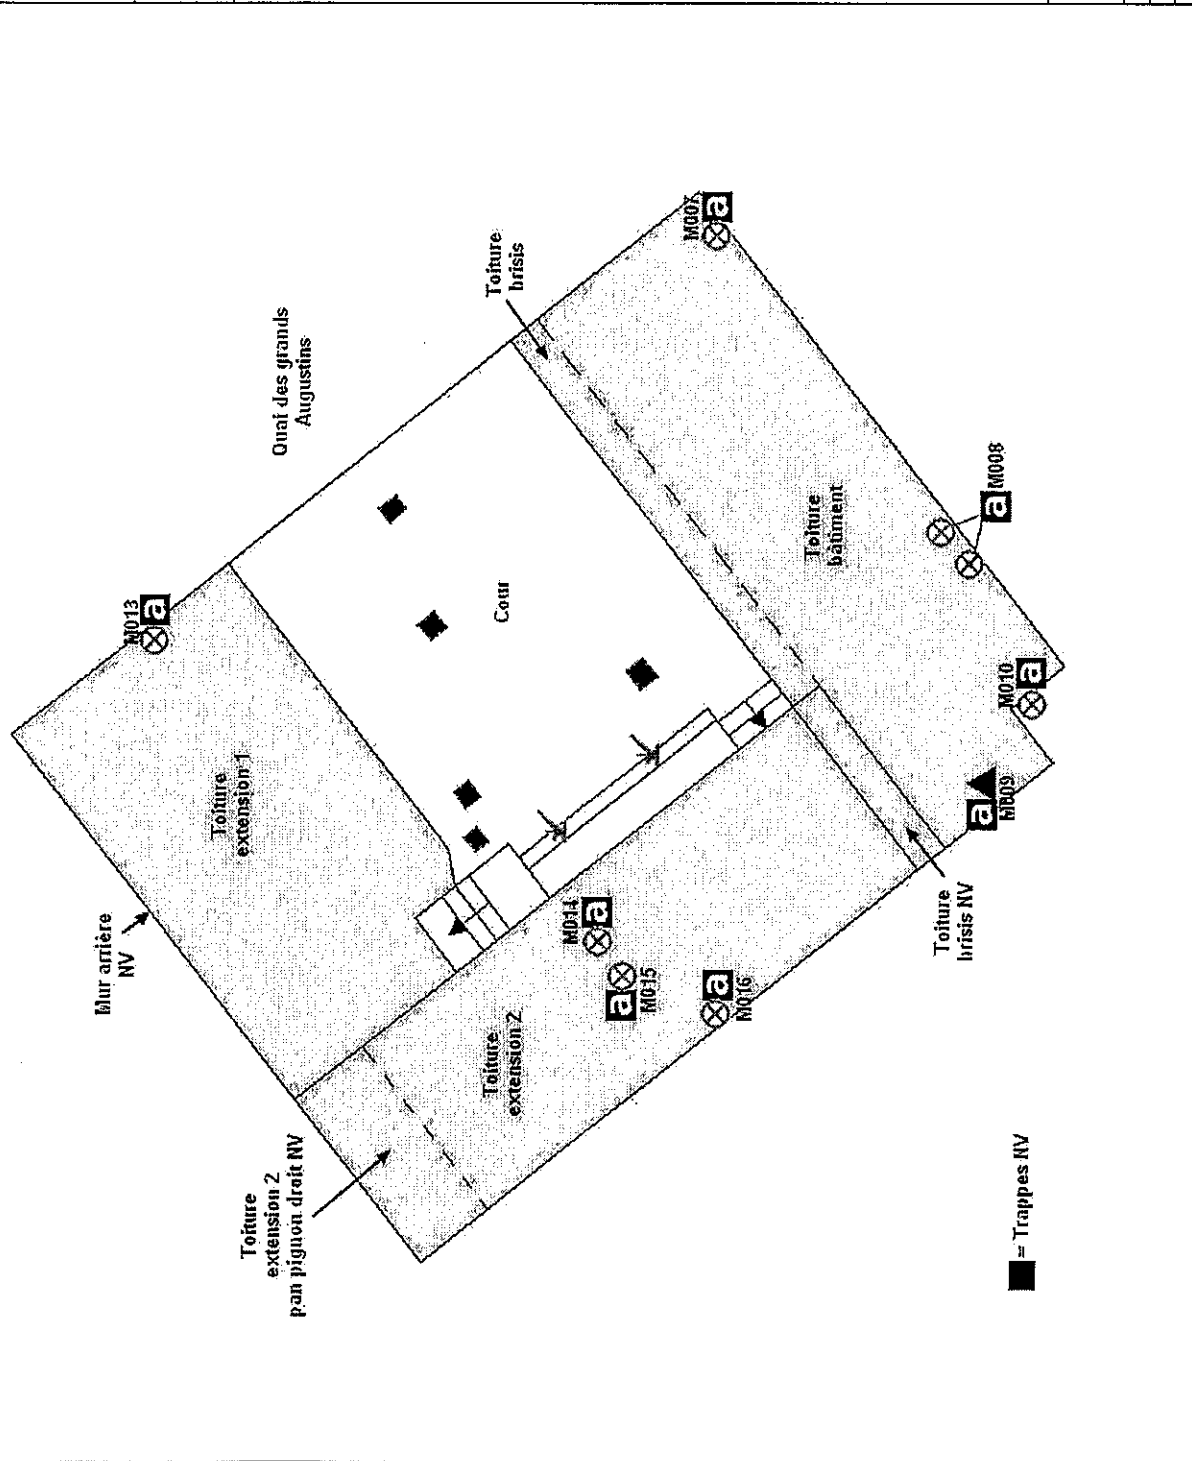 Quai des grands
Augustins
Toiture
brisis
M007
a
M013
a
Cour
Toiture
bâtiment
a
M008
M010
a
a
M009
Toiture
extension 1
Mur arrière
NV
M014
a
a
M015
a
M016
Toiture
extension 2
Toiture
brisis NV
Toiture
extension 2
pan pignon droit NV
= Trappes NV